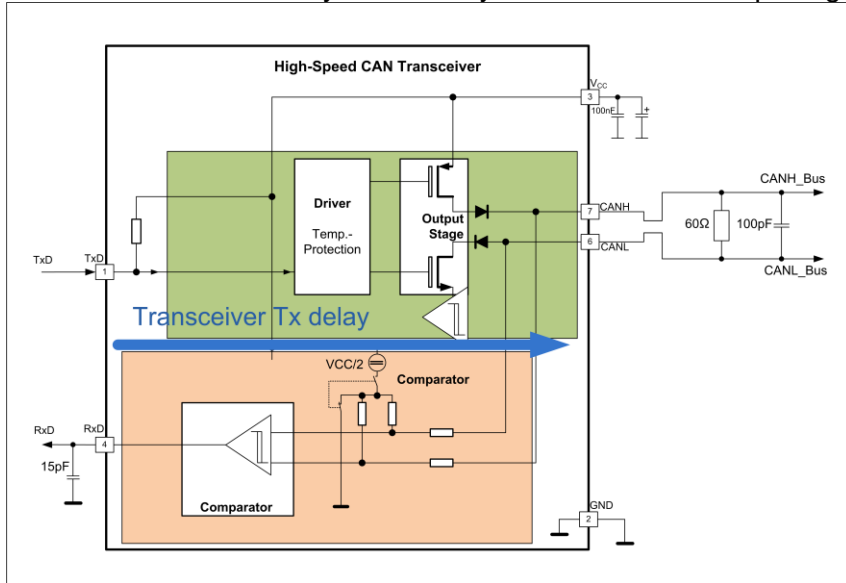 High-Speed CAN Transceiver
VCC
3
100nF
+
CANH_Bus
Driver
Temp.-
Protection
Output
Stage
7
CANH
6
CANL
60Ω
100pF
CANL_Bus
TxD
TxD
1
Transceiver Tx delay
VCC/2
Comparator
RxD
RxD
4
15pF
Comparator
GND
2